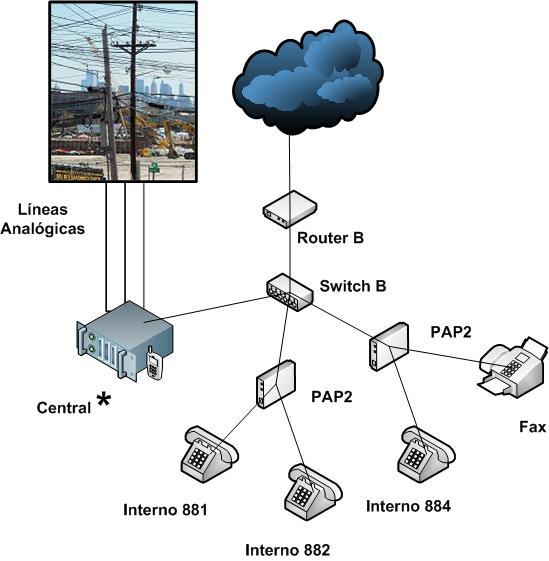 Líneas
Analógicas
Router B
Switch B
PAP2
Central *
PAP2
Fax
Interno 881
Interno 884
Interno 882